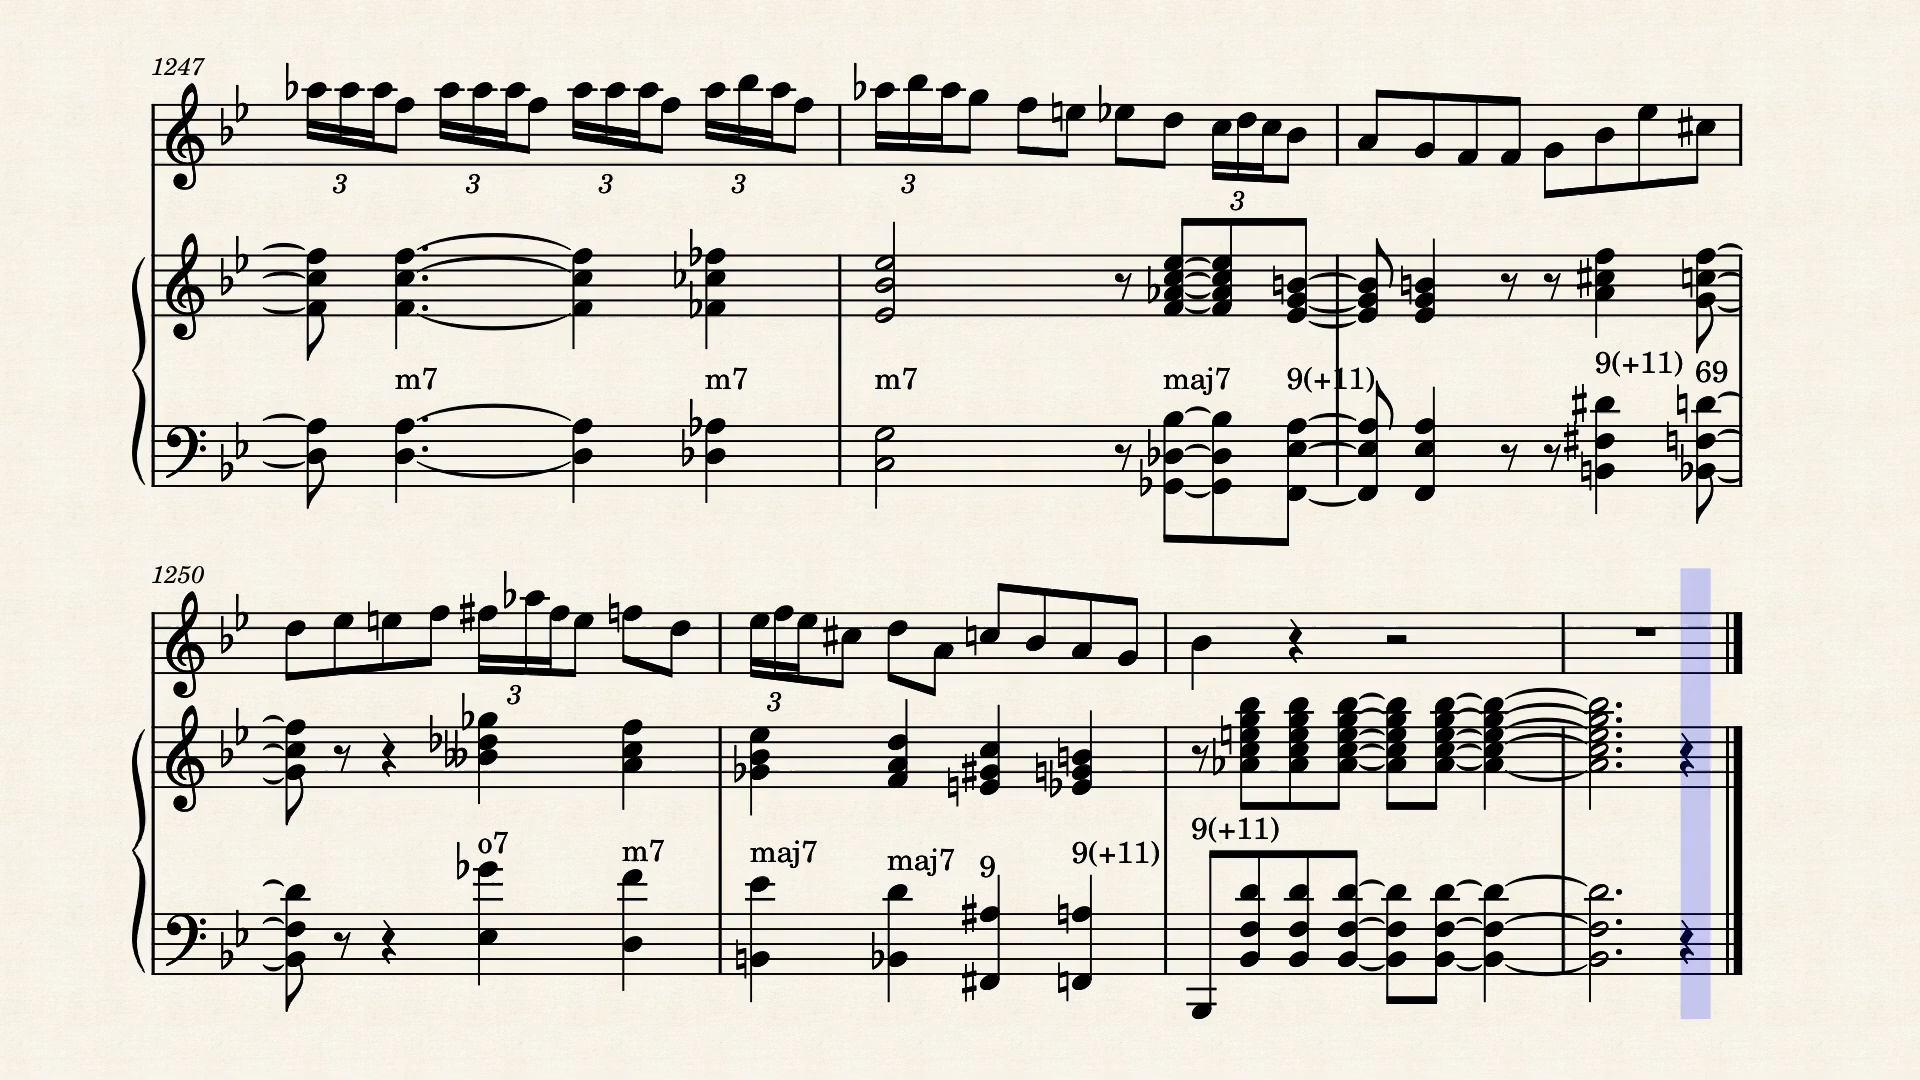 1247
3 3 3 3 3 3
m7 m7 m7 maj7 9(+11) 9(+11) 69
1250
3 3
o7 m7 maj7 maj7 9 9(+11) 9(+11)